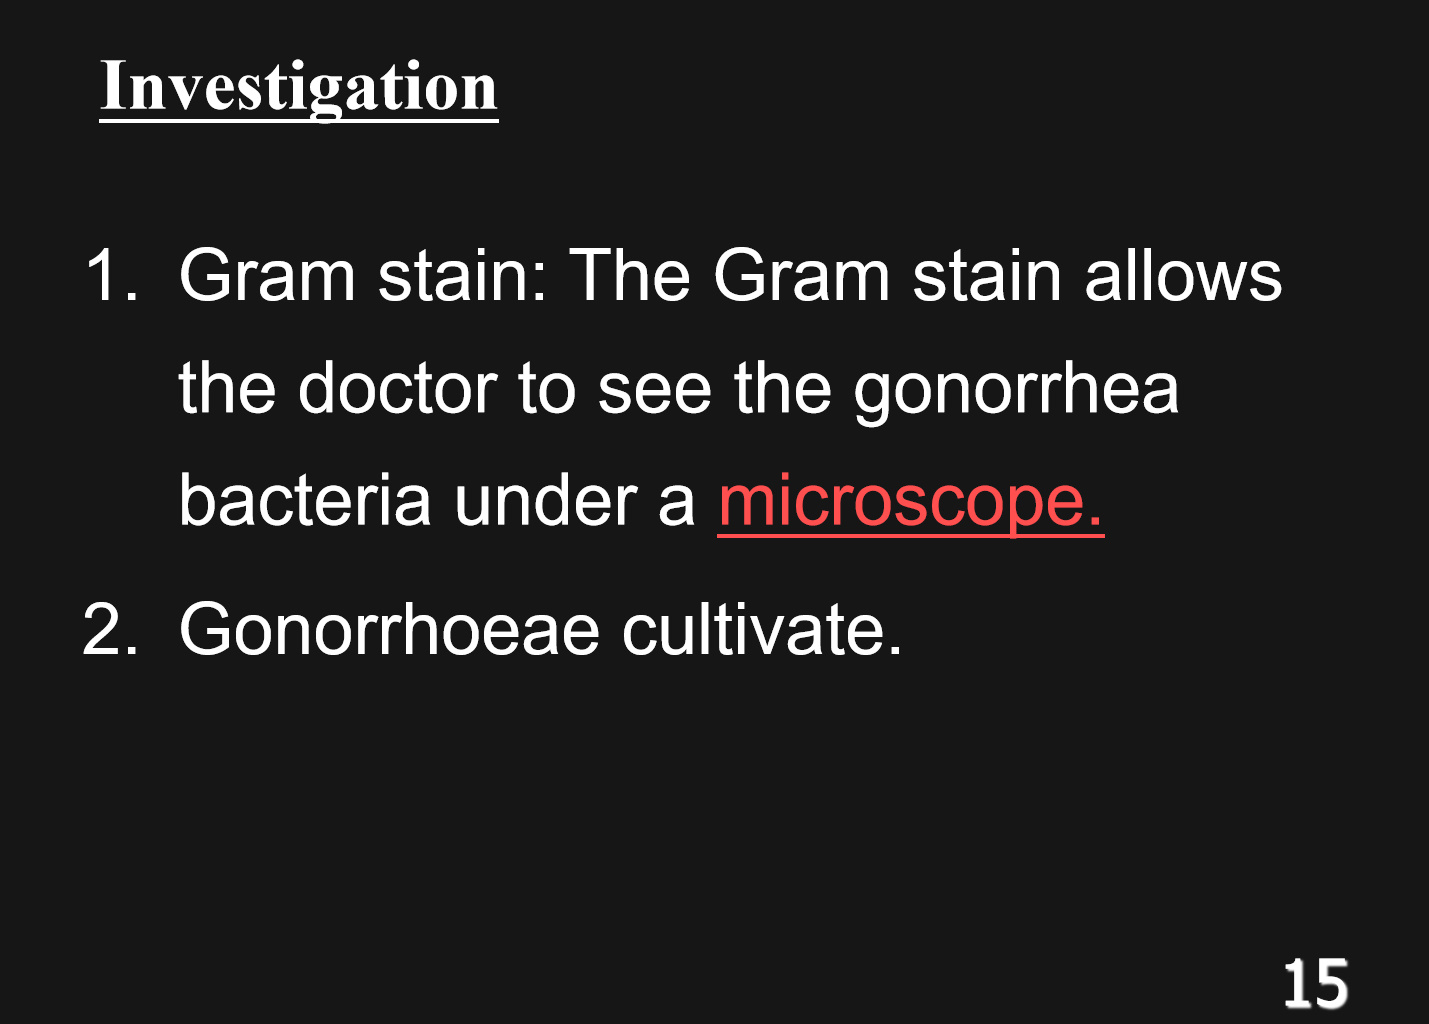 Investigation
1. Gram stain: The Gram stain allows
the doctor to see the gonorrhea
bacteria under a microscope.
2. Gonorrhoeae cultivate.
15